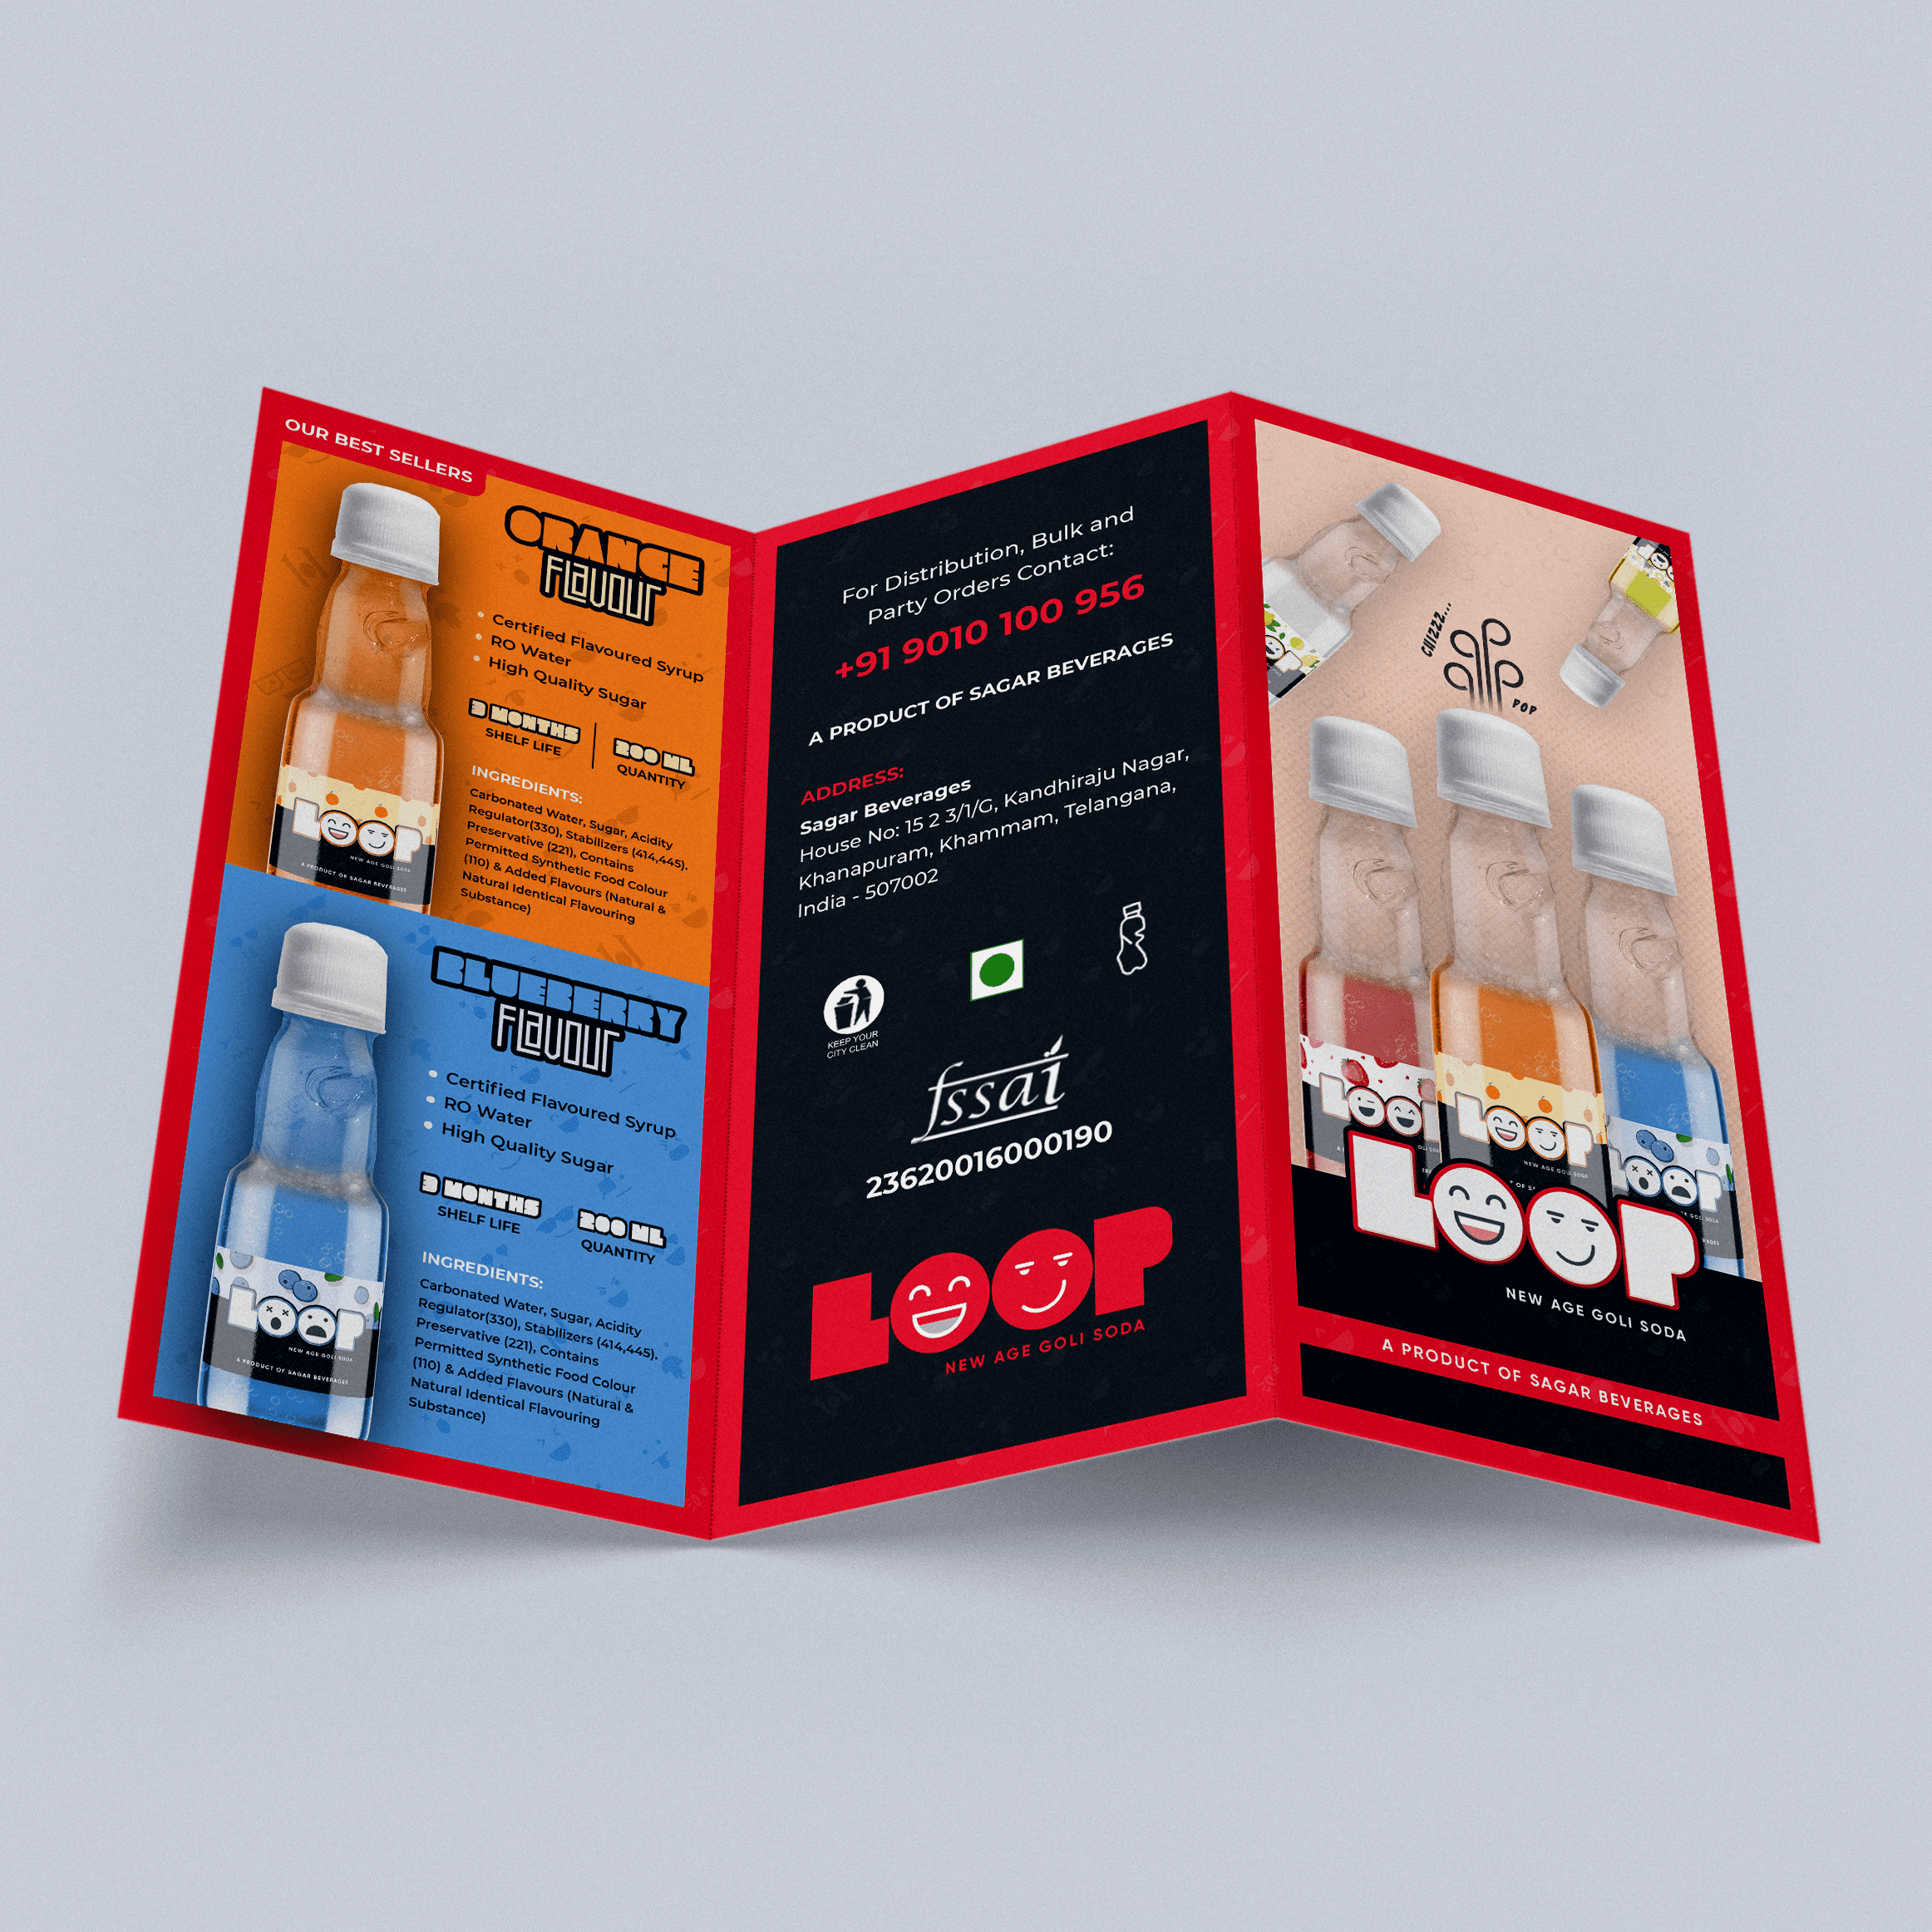 OUR BEST SELLERS
ORANGE
FLavour
Certified Flavoured Syrup
RO Water
High Quality Sugar
3 MONTHS
SHELF LIFE
200 ML
QUANTITY
INGREDIENTS:
Carbonated Water, Sugar, Acidity
Regulator(330), Stabilizers (414,445).
Preservative (221), Contains
Permitted Synthetic Food Colour
(110) & Added Flavours (Natural &
Natural Identical Flavouring
Substance)
LOOP
NEW AGE GOLI SODA
A PRODUCT OF SAGAR BEVERAGES
BLUEBERRY
FLavour
Certified Flavoured Syrup
RO Water
High Quality Sugar
3 MONTHS
SHELF LIFE
200 ML
QUANTITY
INGREDIENTS:
Carbonated Water, Sugar, Acidity
Regulator(330), Stabilizers (414,445).
Preservative (221), Contains
Permitted Synthetic Food Colour
(110) & Added Flavours (Natural &
Natural Identical Flavouring
Substance)
LOOP
NEW AGE GOLI SODA
A PRODUCT OF SAGAR BEVERAGES
For Distribution, Bulk and
Party Orders Contact:
+91 9010 100 956
A PRODUCT OF SAGAR BEVERAGES
ADDRESS:
Sagar Beverages
House No: 15 2 3/1/G, Kandhiraju Nagar,
Khanapuram, Khammam, Telangana,
India - 507002
KEEP YOUR
CITY CLEAN
fssai
23620016000190
LOOP
NEW AGE GOLI SODA
CHIZZZ...
POP
LOOP
LOOP
NEW AGE GOLI SODA
LOOP
LOOP
NEW AGE GOLI SODA
A PRODUCT OF SAGAR BEVERAGES